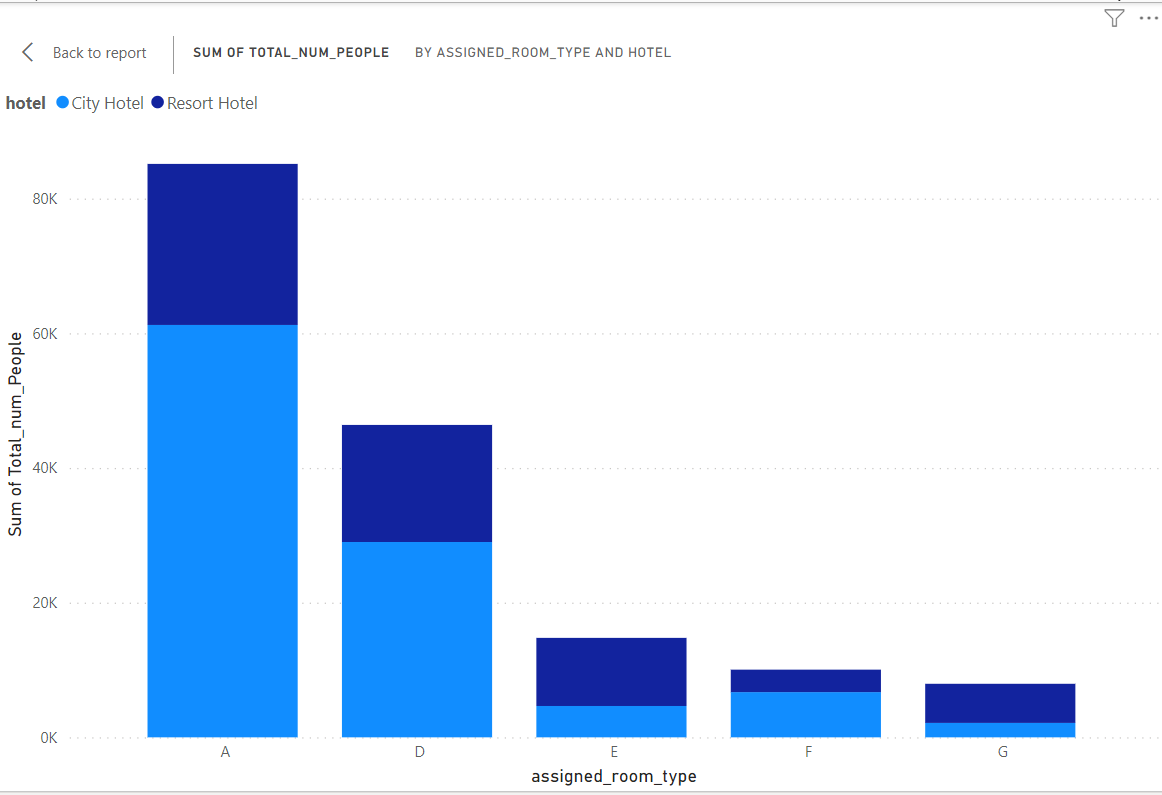 Back to report SUM OF TOTAL_NUM_PEOPLE BY ASSIGNED_ROOM_TYPE AND HOTEL
hotel City Hotel Resort Hotel
Sum of Total_num_People
80K
60K
40K
20K
0K
A D E F G
assigned_room_type